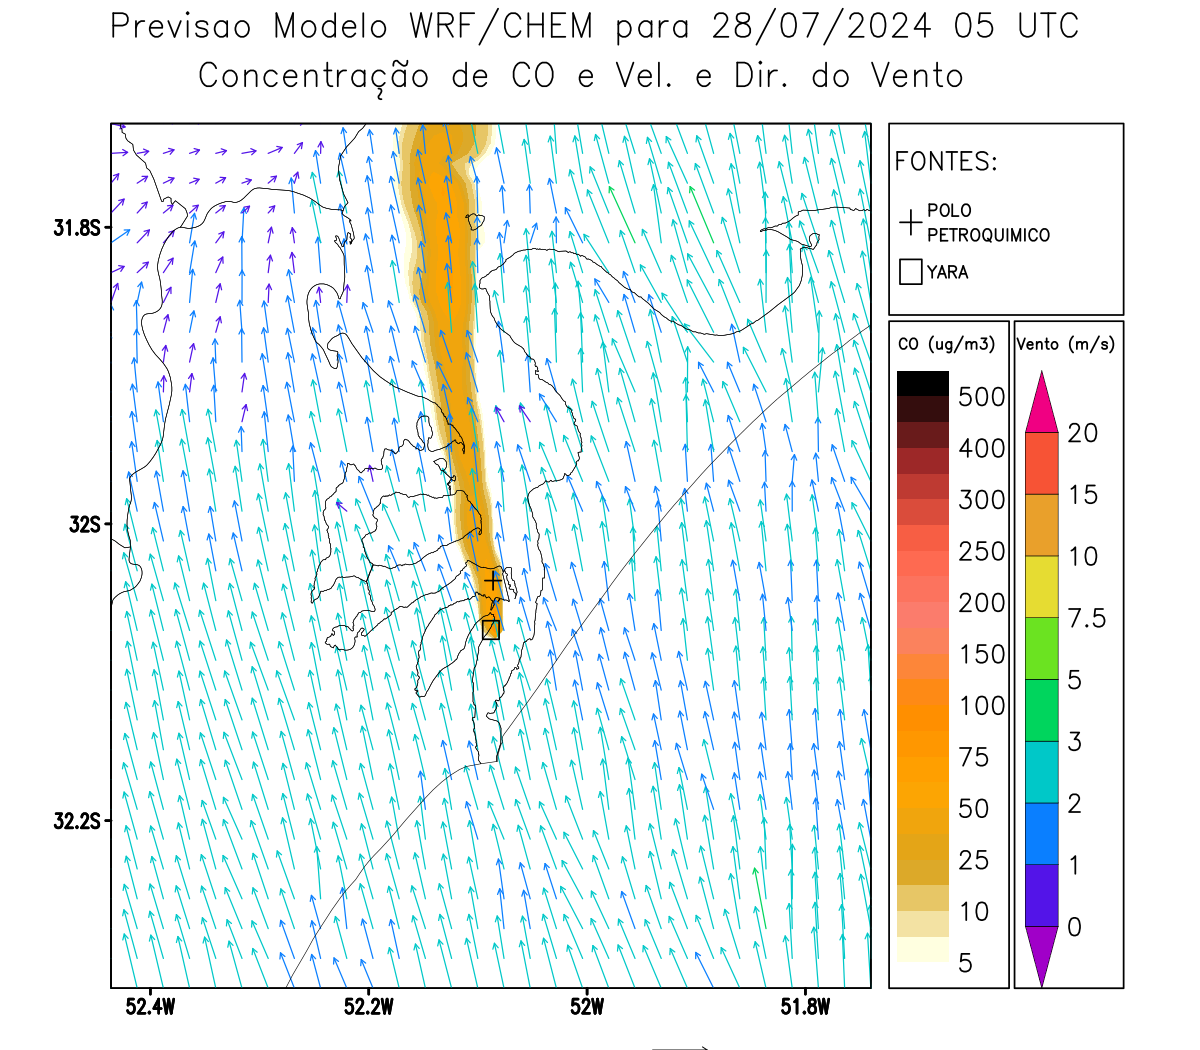 Previsao Modelo WRF/CHEM para 28/07/2024 05 UTC
Concentração de CO e Vel. e Dir. do Vento
FONTES:
POLO
PETROQUIMICO
YARA
CO (ug/m3)
500
400
300
250
200
150
100
75
50
25
10
5
Vento (m/s)
20
15
10
7.5
5
3
2
1
0
31.8S
32S
32.2S
52.4W 52.2W 52W 51.8W